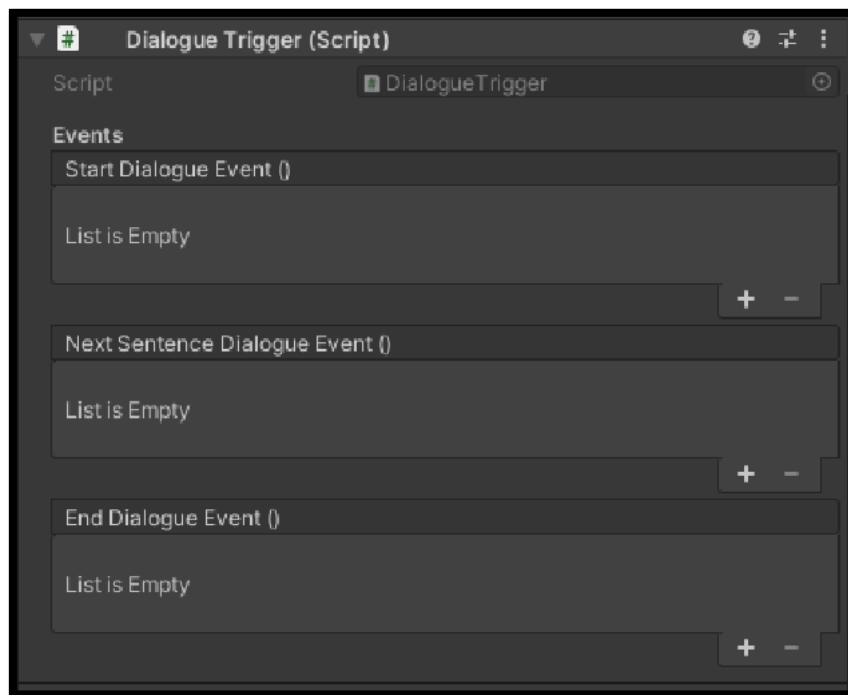 Dialogue Trigger (Script)
Script DialogueTrigger
Events
Start Dialogue Event ()
List is Empty
Next Sentence Dialogue Event ()
List is Empty
End Dialogue Event ()
List is Empty